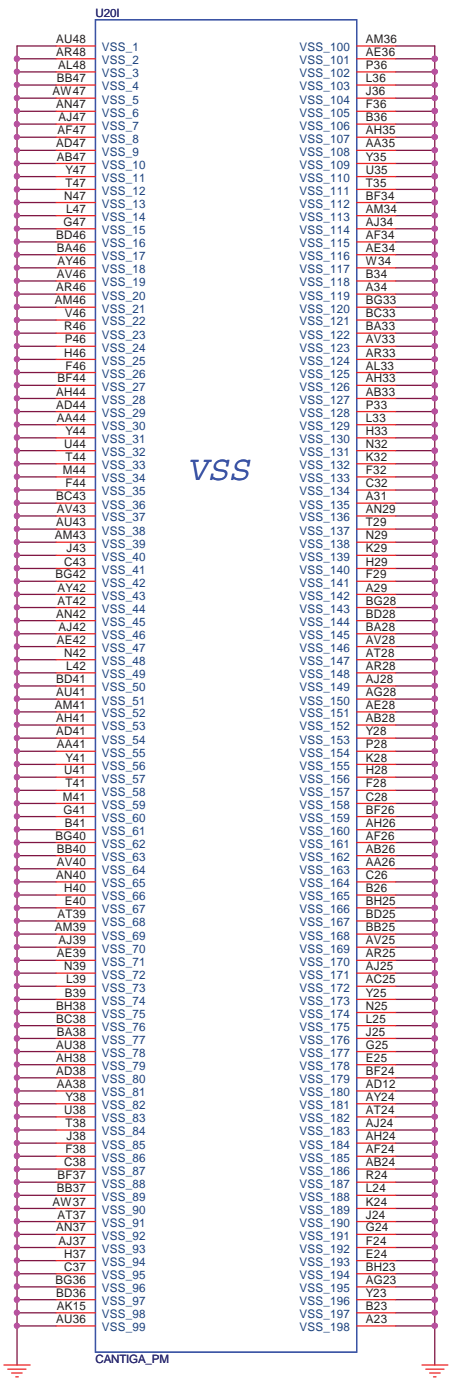 U20I
AU48 VSS_1 VSS_100 AM36
AR48 VSS_2 VSS_101 AE36
AL48 VSS_3 VSS_102 P36
BB47 VSS_4 VSS_103 L36
AW47 VSS_5 VSS_104 J36
AN47 VSS_6 VSS_105 F36
AJ47 VSS_7 VSS_106 B36
AF47 VSS_8 VSS_107 AH35
AD47 VSS_9 VSS_108 AA35
AB47 VSS_10 VSS_109 Y35
Y47 VSS_11 VSS_110 U35
T47 VSS_12 VSS_111 T35
N47 VSS_13 VSS_112 BF34
L47 VSS_14 VSS_113 AM34
G47 VSS_15 VSS_114 AJ34
BD46 VSS_16 VSS_115 AF34
BA46 VSS_17 VSS_116 AE34
AY46 VSS_18 VSS_117 W34
AV46 VSS_19 VSS_118 B34
AR46 VSS_20 VSS_119 A34
AM46 VSS_21 VSS_120 BG33
V46 VSS_22 VSS_121 BC33
R46 VSS_23 VSS_122 BA33
P46 VSS_24 VSS_123 AV33
H46 VSS_25 VSS_124 AR33
F46 VSS_26 VSS_125 AL33
BF44 VSS_27 VSS_126 AH33
AH44 VSS_28 VSS_127 AB33
AD44 VSS_29 VSS_128 P33
AA44 VSS_30 VSS_129 L33
Y44 VSS_31 VSS_130 H33
U44 VSS_32 VSS_131 N32
T44 VSS_33 VSS_132 K32
M44 VSS_34 VSS_133 F32
F44 VSS_35 VSS_134 C32
VSS
BC43 VSS_36 VSS_135 A31
AV43 VSS_37 VSS_136 AN29
AU43 VSS_38 VSS_137 T29
AM43 VSS_39 VSS_138 N29
J43 VSS_40 VSS_139 K29
C43 VSS_41 VSS_140 H29
BG42 VSS_42 VSS_141 F29
AY42 VSS_43 VSS_142 A29
AT42 VSS_44 VSS_143 BG28
AN42 VSS_45 VSS_144 BD28
AJ42 VSS_46 VSS_145 BA28
AE42 VSS_47 VSS_146 AV28
N42 VSS_48 VSS_147 AT28
L42 VSS_49 VSS_148 AR28
BD41 VSS_50 VSS_149 AJ28
AU41 VSS_51 VSS_150 AG28
AM41 VSS_52 VSS_151 AE28
AH41 VSS_53 VSS_152 AB28
AD41 VSS_54 VSS_153 Y28
AA41 VSS_55 VSS_154 P28
Y41 VSS_56 VSS_155 K28
U41 VSS_57 VSS_156 H28
T41 VSS_58 VSS_157 F28
M41 VSS_59 VSS_158 C28
G41 VSS_60 VSS_159 BF26
B41 VSS_61 VSS_160 AH26
BG40 VSS_62 VSS_161 AF26
BB40 VSS_63 VSS_162 AB26
AV40 VSS_64 VSS_163 AA26
AN40 VSS_65 VSS_164 C26
H40 VSS_66 VSS_165 B26
E40 VSS_67 VSS_166 BH25
AT39 VSS_68 VSS_167 BD25
AM39 VSS_69 VSS_168 BB25
AJ39 VSS_70 VSS_169 AV25
AE39 VSS_71 VSS_170 AR25
N39 VSS_72 VSS_171 AJ25
L39 VSS_73 VSS_172 AC25
B39 VSS_74 VSS_173 Y25
BH38 VSS_75 VSS_174 N25
BC38 VSS_76 VSS_175 L25
BA38 VSS_77 VSS_176 J25
AU38 VSS_78 VSS_177 G25
AH38 VSS_79 VSS_178 E25
AD38 VSS_80 VSS_179 BF24
AA38 VSS_81 VSS_180 AD12
Y38 VSS_82 VSS_181 AY24
U38 VSS_83 VSS_182 AT24
T38 VSS_84 VSS_183 AJ24
J38 VSS_85 VSS_184 AH24
F38 VSS_86 VSS_185 AF24
C38 VSS_87 VSS_186 AB24
BF37 VSS_88 VSS_187 R24
BB37 VSS_89 VSS_188 L24
AW37 VSS_90 VSS_189 K24
AT37 VSS_91 VSS_190 J24
AN37 VSS_92 VSS_191 G24
AJ37 VSS_93 VSS_192 F24
H37 VSS_94 VSS_193 E24
C37 VSS_95 VSS_194 BH23
BG36 VSS_96 VSS_195 AG23
BD36 VSS_97 VSS_196 Y23
AK15 VSS_98 VSS_197 B23
AU36 VSS_99 VSS_198 A23
CANTIGA_PM